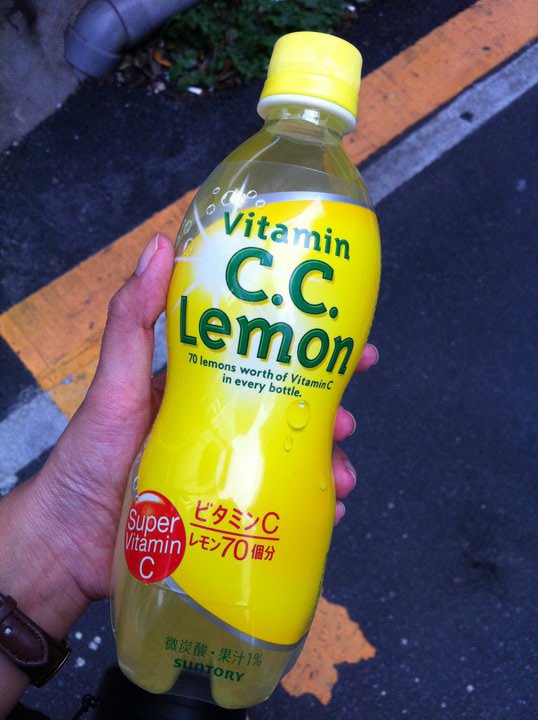 Vitamin
C.C.
Lemon
70 lemons worth of Vitamin C
in every bottle.
Super
Vitamin
C
ビタミンC
レモン70個分
微炭酸・果汁1%
SUNTORY